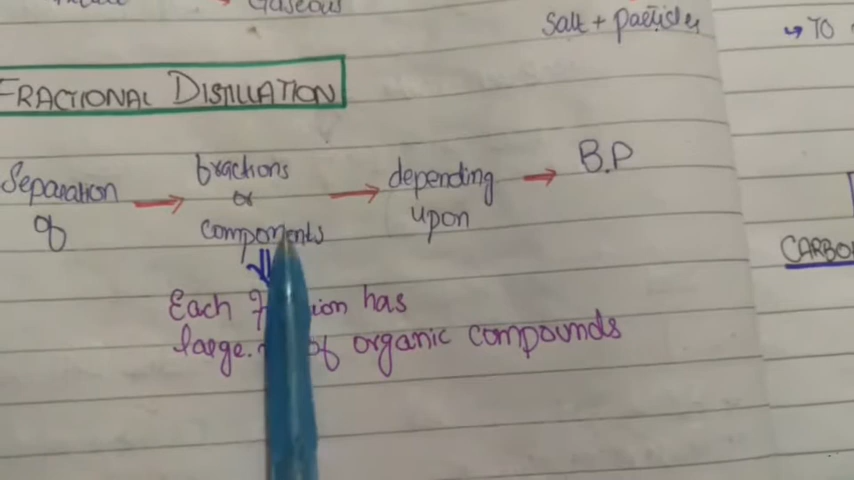 Gaseous
Salt + particles
↳ TO
FRACTIONAL DISTILLATION
Separation of → fractions or components → depending upon → B.P
Each has
large. of organic compounds
CARBO